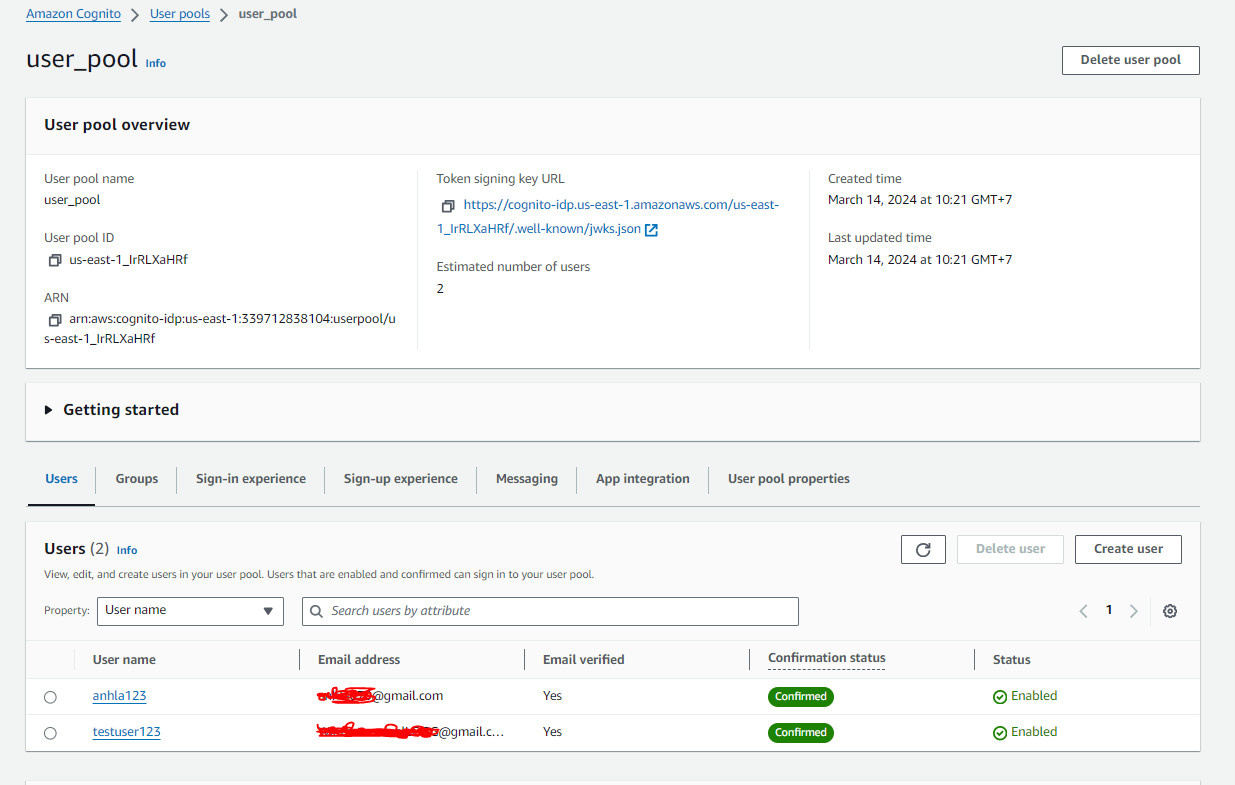 Amazon Cognito > User pools > user_pool
user_pool Info
Delete user pool
User pool overview
User pool name
user_pool
User pool ID
us-east-1_IrRLXaHRf
ARN
arn:aws:cognito-idp:us-east-1:339712838104:userpool/u
s-east-1_IrRLXaHRf
Token signing key URL
https://cognito-idp.us-east-1.amazonaws.com/us-east-
1_IrRLXaHRf/.well-known/jwks.json
Estimated number of users
2
Created time
March 14, 2024 at 10:21 GMT+7
Last updated time
March 14, 2024 at 10:21 GMT+7
Getting started
Users Groups Sign-in experience Sign-up experience Messaging App integration User pool properties
Users (2) Info
Delete user Create user
View, edit, and create users in your user pool. Users that are enabled and confirmed can sign in to your user pool.
Property: User name Search users by attribute 1
User name Email address Email verified Confirmation status Status
anhla123 @gmail.com Yes Confirmed Enabled
testuser123 @gmail.c... Yes Confirmed Enabled